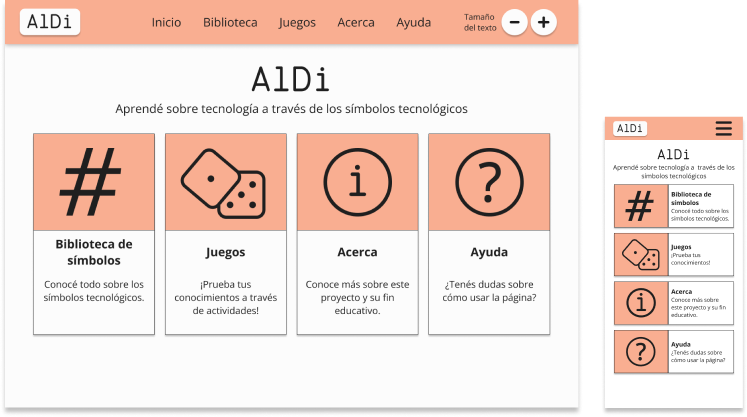 AlDi
Inicio Biblioteca Juegos Acerca Ayuda
Tamaño
del texto
AlDi
Aprendé sobre tecnología a través de los símbolos tecnológicos
Biblioteca de
símbolos
Conocé todo sobre los
símbolos tecnológicos.
Juegos
¡Prueba tus
conocimientos a través
de actividades!
Acerca
Conoce más sobre este
proyecto y su fin
educativo.
Ayuda
¿Tenés dudas sobre
cómo usar la página?
AlDi
AlDi
Aprendé sobre tecnología a través de los
símbolos tecnológicos
Biblioteca de
símbolos
Conocé todo sobre los
símbolos tecnológicos.
Juegos
¡Prueba tus
conocimientos!
Acerca
Conoce más sobre
este proyecto y su fin
educativo.
Ayuda
¿Tenés dudas sobre
cómo usar la página?